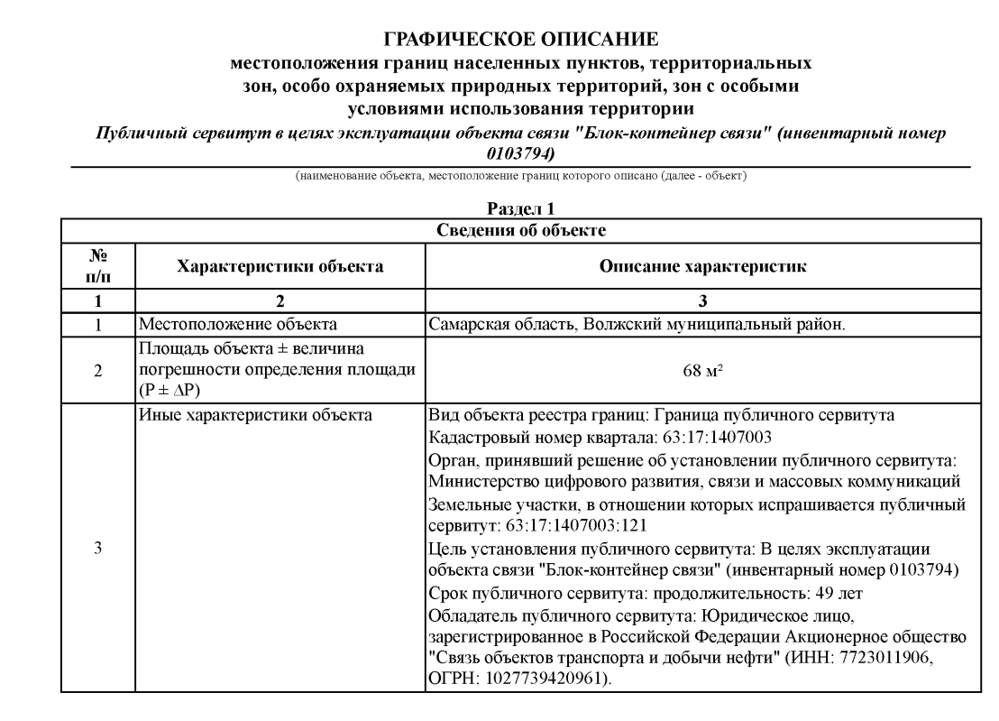 ГРАФИЧЕСКОЕ ОПИСАНИЕ
местоположения границ населенных пунктов, территориальных
зон, особо охраняемых природных территорий, зон с особыми
условиями использования территории
Публичный сервитут в целях эксплуатации объекта связи "Блок-контейнер связи" (инвентарный номер
0103794)
(наименование объекта, местоположение границ которого описано (далее - объект)
Раздел 1
Сведения об объекте
№
п/п
Характеристики объекта
Описание характеристик
1
2
3
1
Местоположение объекта
Самарская область, Волжский муниципальный район.
2
Площадь объекта ± величина
погрешности определения площади
(P ± ∆P)
68 м²
3
Иные характеристики объекта
Вид объекта реестра границ: Граница публичного сервитута
Кадастровый номер квартала: 63:17:1407003
Орган, принявший решение об установлении публичного сервитута:
Министерство цифрового развития, связи и массовых коммуникаций
Земельные участки, в отношении которых испрашивается публичный
сервитут: 63:17:1407003:121
Цель установления публичного сервитута: В целях эксплуатации
объекта связи "Блок-контейнер связи" (инвентарный номер 0103794)
Срок публичного сервитута: продолжительность: 49 лет
Обладатель публичного сервитута: Юридическое лицо,
зарегистрированное в Российской Федерации Акционерное общество
"Связь объектов транспорта и добычи нефти" (ИНН: 7723011906,
ОГРН: 1027739420961).